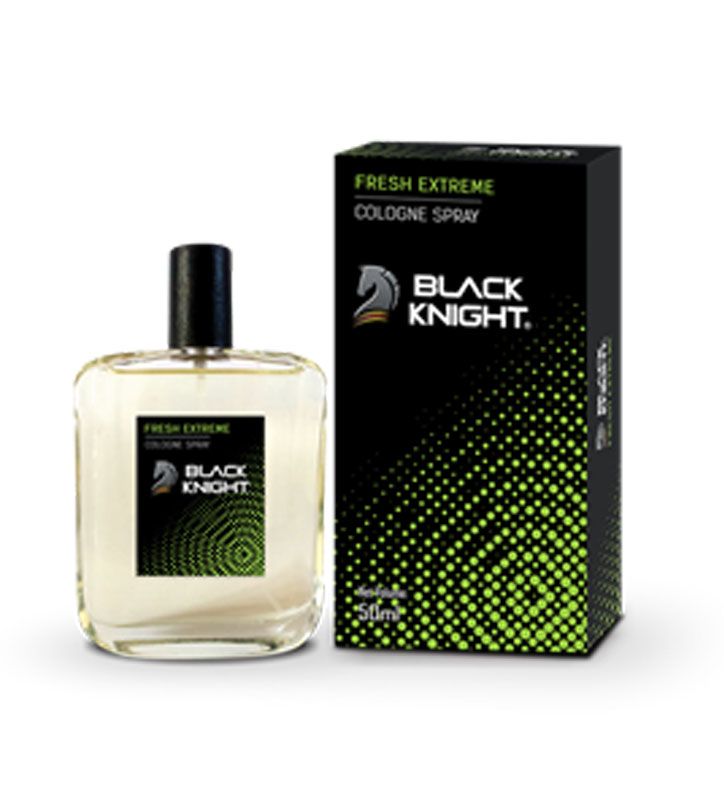 FRESH EXTREME
COLOGNE SPRAY
BLACK
KNIGHT®
50ml
FRESH EXTREME
COLOGNE SPRAY
BLACK
KNIGHT